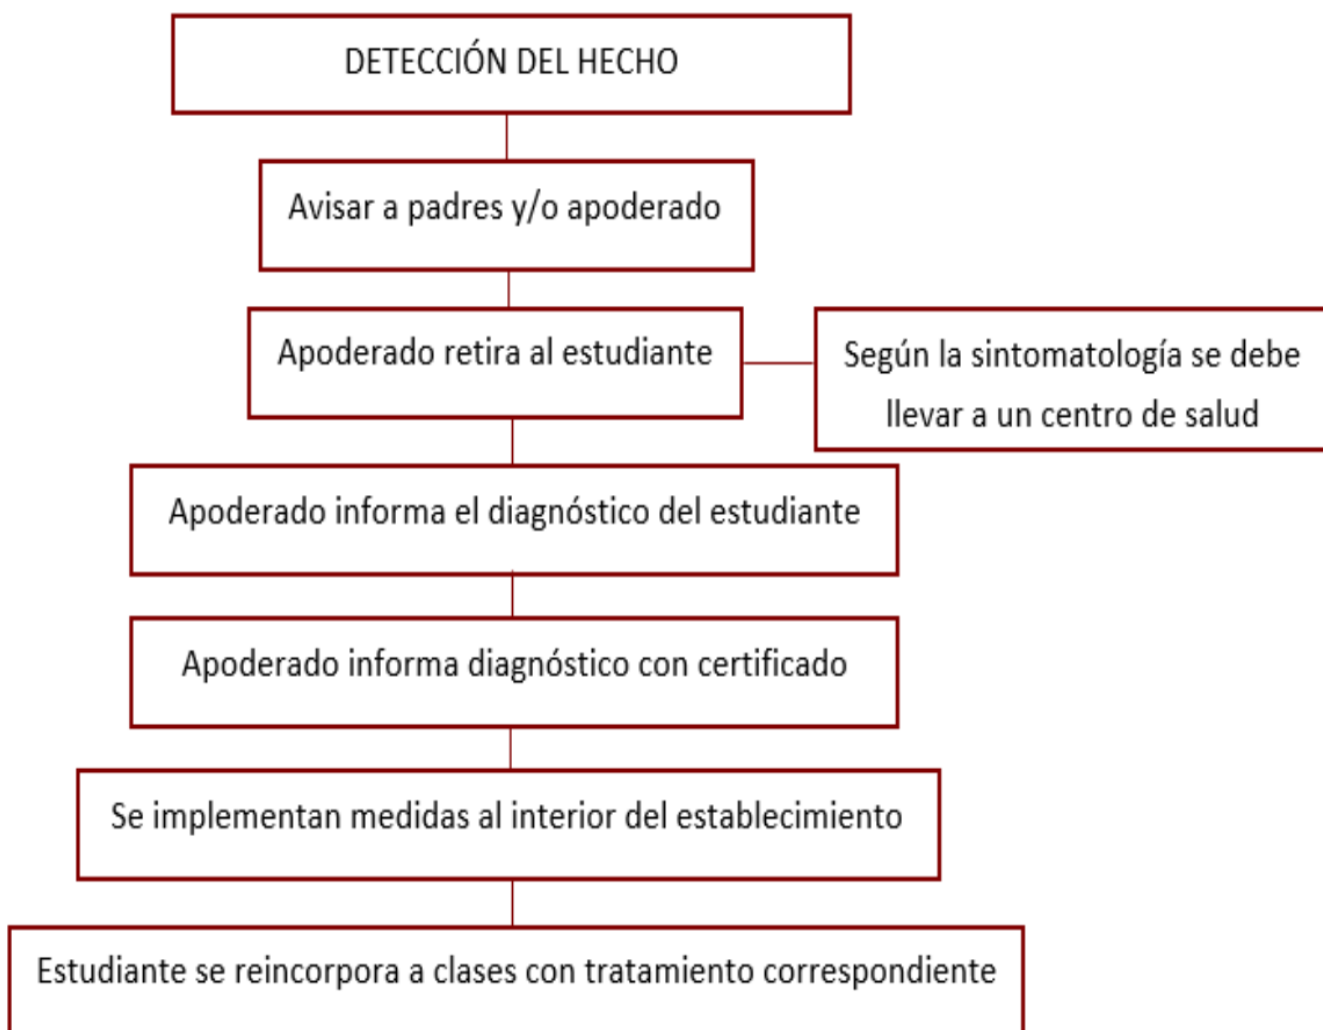 DETECCIÓN DEL HECHO
Avisar a padres y/o apoderado
Apoderado retira al estudiante
Según la sintomatología se debe
llevar a un centro de salud
Apoderado informa el diagnóstico del estudiante
Apoderado informa diagnóstico con certificado
Se implementan medidas al interior del establecimiento
Estudiante se reincorpora a clases con tratamiento correspondiente